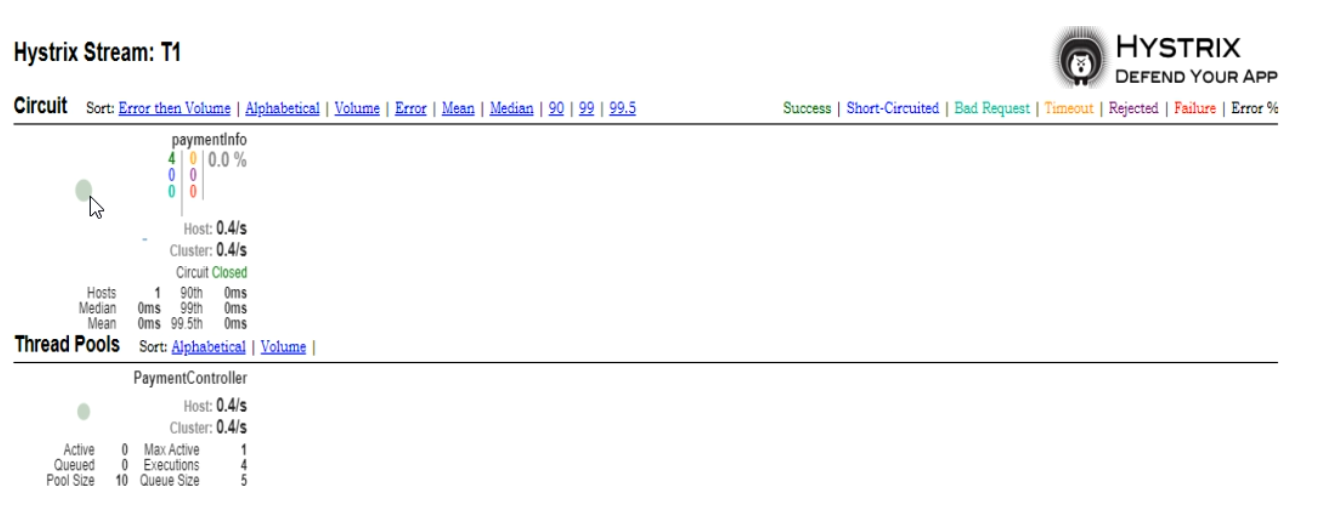 Hystrix Stream: T1
HYSTRIX
DEFEND YOUR APP
Circuit Sort: Error then Volume | Alphabetical | Volume | Error | Mean | Median | 90 | 99 | 99.5
Success | Short-Circuited | Bad Request | Timeout | Rejected | Failure | Error %
paymentInfo
4 | 0 | 0.0 %
0 | 0
0 | 0
Host: 0.4/s
Cluster: 0.4/s
Circuit Closed
Hosts 1 90th 0ms
Median 0ms 99th 0ms
Mean 0ms 99.5th 0ms
Thread Pools Sort: Alphabetical | Volume |
PaymentController
Host: 0.4/s
Cluster: 0.4/s
Active 0 Max Active 1
Queued 0 Executions 4
Pool Size 10 Queue Size 5